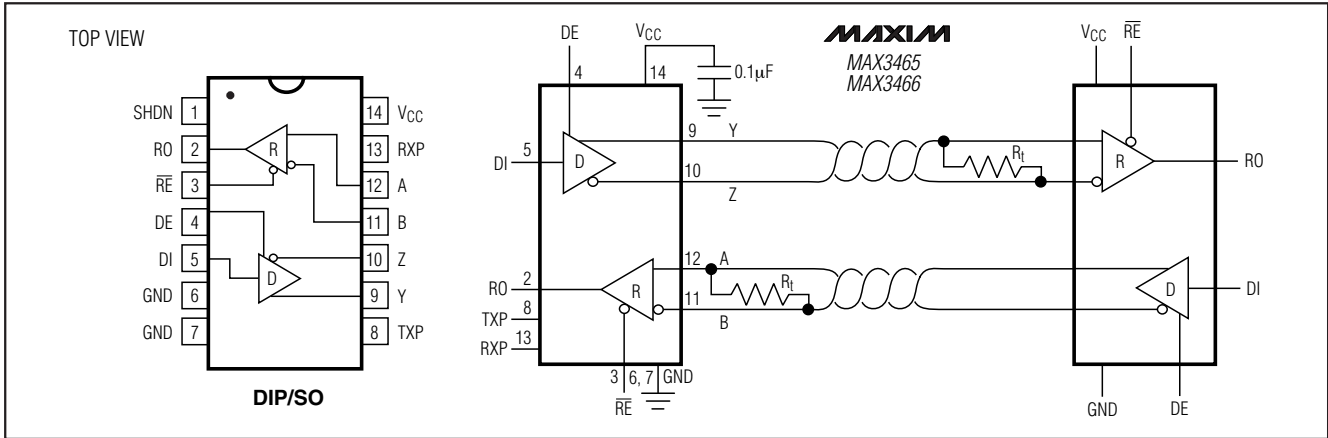 TOP VIEW
SHDN 1
RO 2
RE 3
DE 4
DI 5
GND 6
GND 7
14 VCC
13 RXP
12 A
11 B
10 Z
9 Y
8 TXP
R
D
DIP/SO
MAXIM
MAX3465
MAX3466
DE
4
VCC
14
0.1µF
DI 5
D
9 Y
10
Z
Rt
VCC
RE
R
RO
RO 2
TXP 8
RXP 13
R
12 A
11
B
Rt
3
RE
6, 7 GND
D
DI
GND
DE